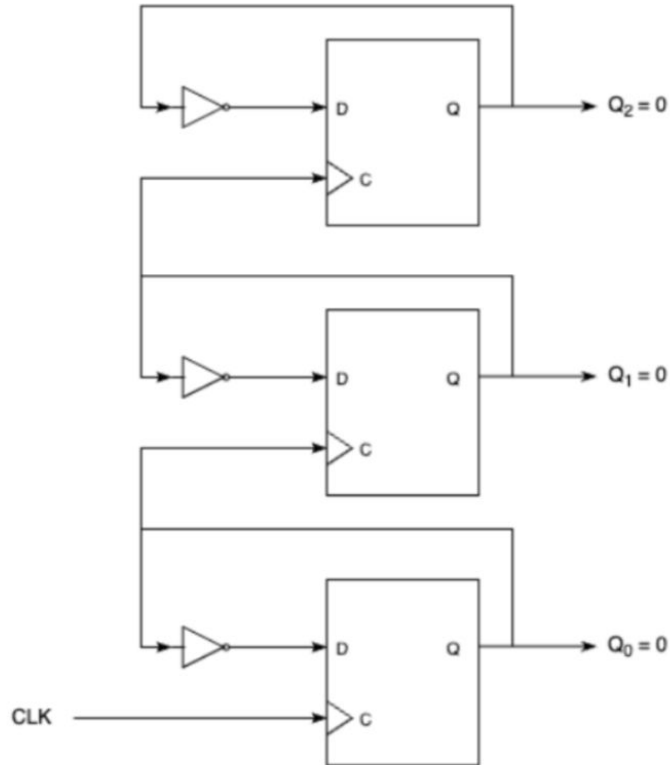 D Q Q₂ = 0
C
D Q Q₁ = 0
C
D Q Q₀ = 0
CLK C